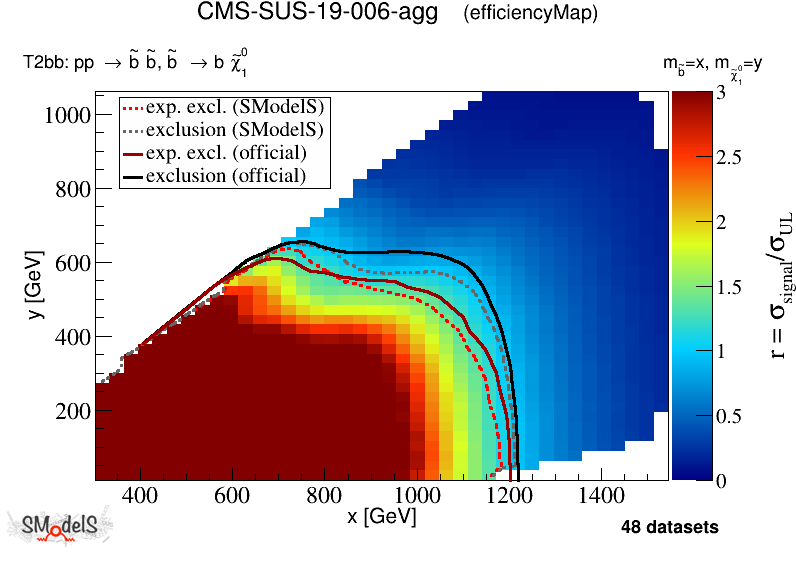 CMS-SUS-19-006-agg (efficiencyMap)
T2bb: pp → b̃ b̃, b̃ → b χ̃⁰₁ m_b̃=x, m_χ̃⁰₁=y
exp. excl. (SModelS)
exclusion (SModelS)
exp. excl. (official)
exclusion (official)
1000
800
600
400
200
y [GeV]
400 600 800 1000 1200 1400
x [GeV]
3
2.5
2
1.5
1
0.5
0
r = σ_signal/σ_UL
SModelS
48 datasets